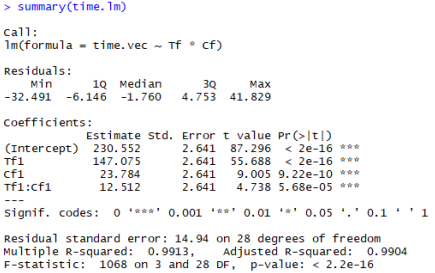 > summary(time.lm)
Call:
lm(formula = time.vec ~ Tf * Cf)
Residuals:
Min 1Q Median 3Q Max
-32.491 -6.146 -1.760 4.753 41.829
Coefficients:
Estimate Std. Error t value Pr(>|t|)
(Intercept) 230.552 2.641 87.296 < 2e-16 ***
Tf1 147.075 2.641 55.688 < 2e-16 ***
Cf1 23.784 2.641 9.005 9.22e-10 ***
Tf1:Cf1 12.512 2.641 4.738 5.68e-05 ***
---
Signif. codes: 0 ‘***’ 0.001 ‘**’ 0.01 ‘*’ 0.05 ‘.’ 0.1 ‘ ’ 1
Residual standard error: 14.94 on 28 degrees of freedom
Multiple R-squared: 0.9913, Adjusted R-squared: 0.9904
F-statistic: 1068 on 3 and 28 DF, p-value: < 2.2e-16